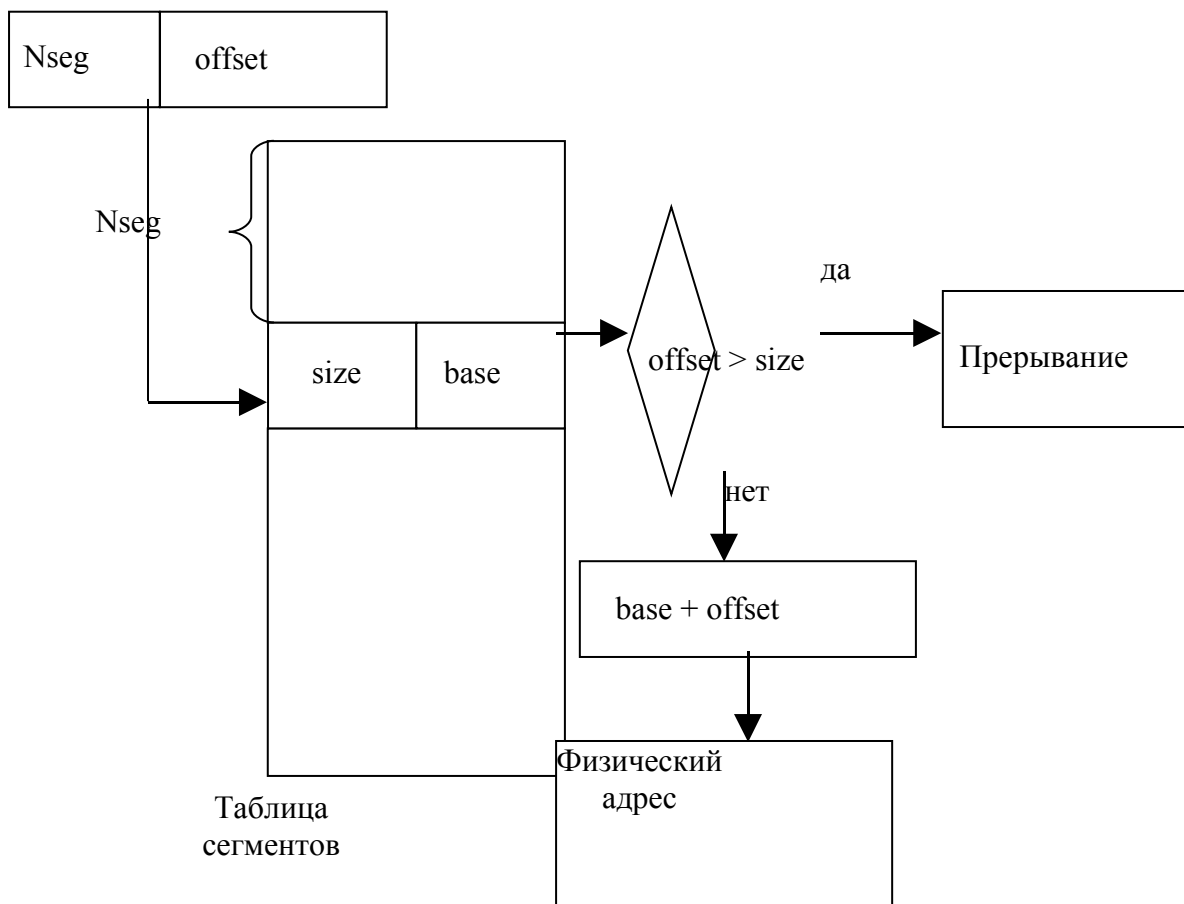 Nseg
offset
Nseg
да
size
base
offset > size
Прерывание
нет
base + offset
Физический
адрес
Таблица
сегментов